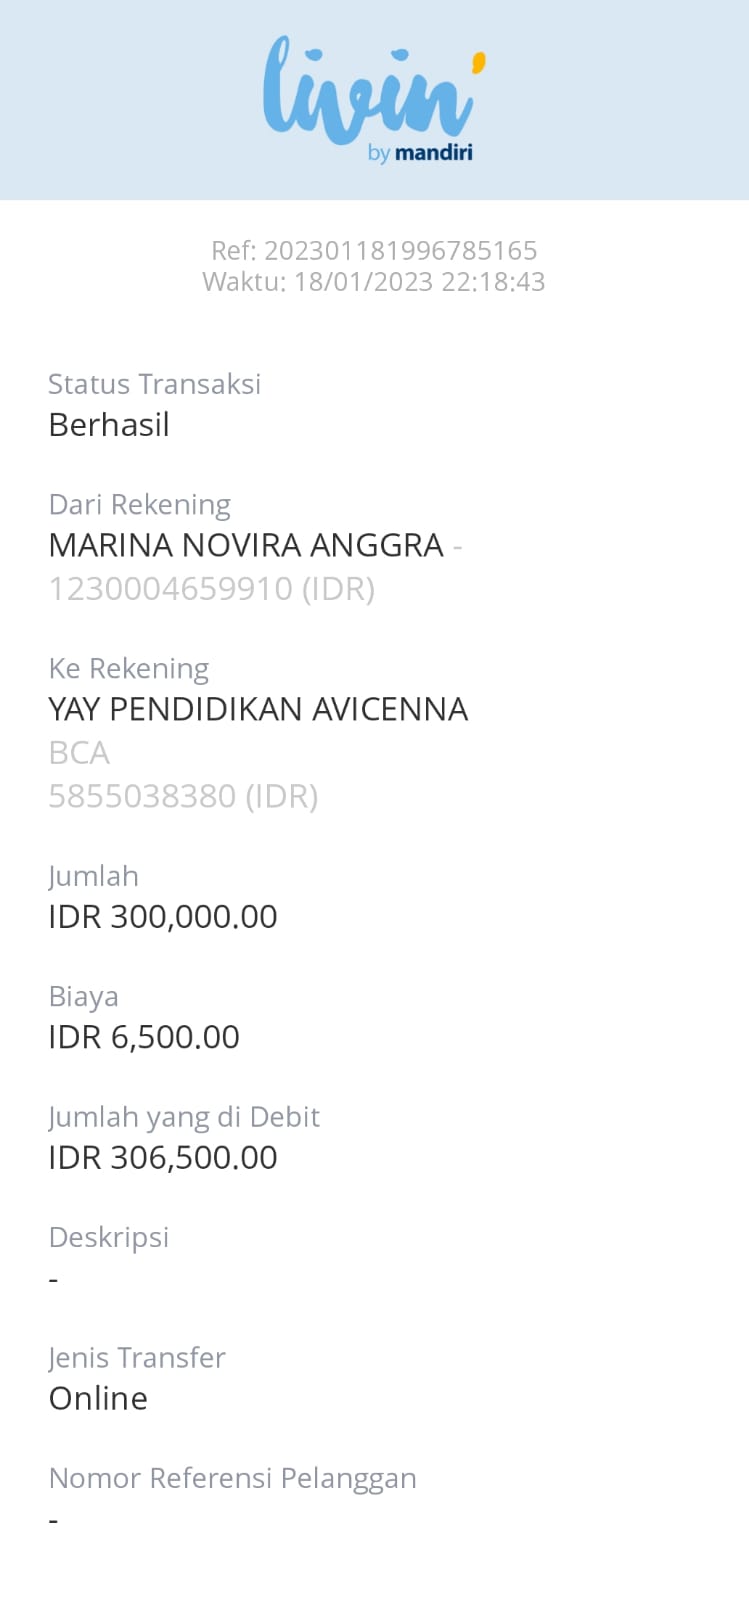 livin'
by mandiri
Ref: 202301181996785165
Waktu: 18/01/2023 22:18:43
Status Transaksi
Berhasil
Dari Rekening
MARINA NOVIRA ANGGRA -
1230004659910 (IDR)
Ke Rekening
YAY PENDIDIKAN AVICENNA
BCA
5855038380 (IDR)
Jumlah
IDR 300,000.00
Biaya
IDR 6,500.00
Jumlah yang di Debit
IDR 306,500.00
Deskripsi
-
Jenis Transfer
Online
Nomor Referensi Pelanggan
-